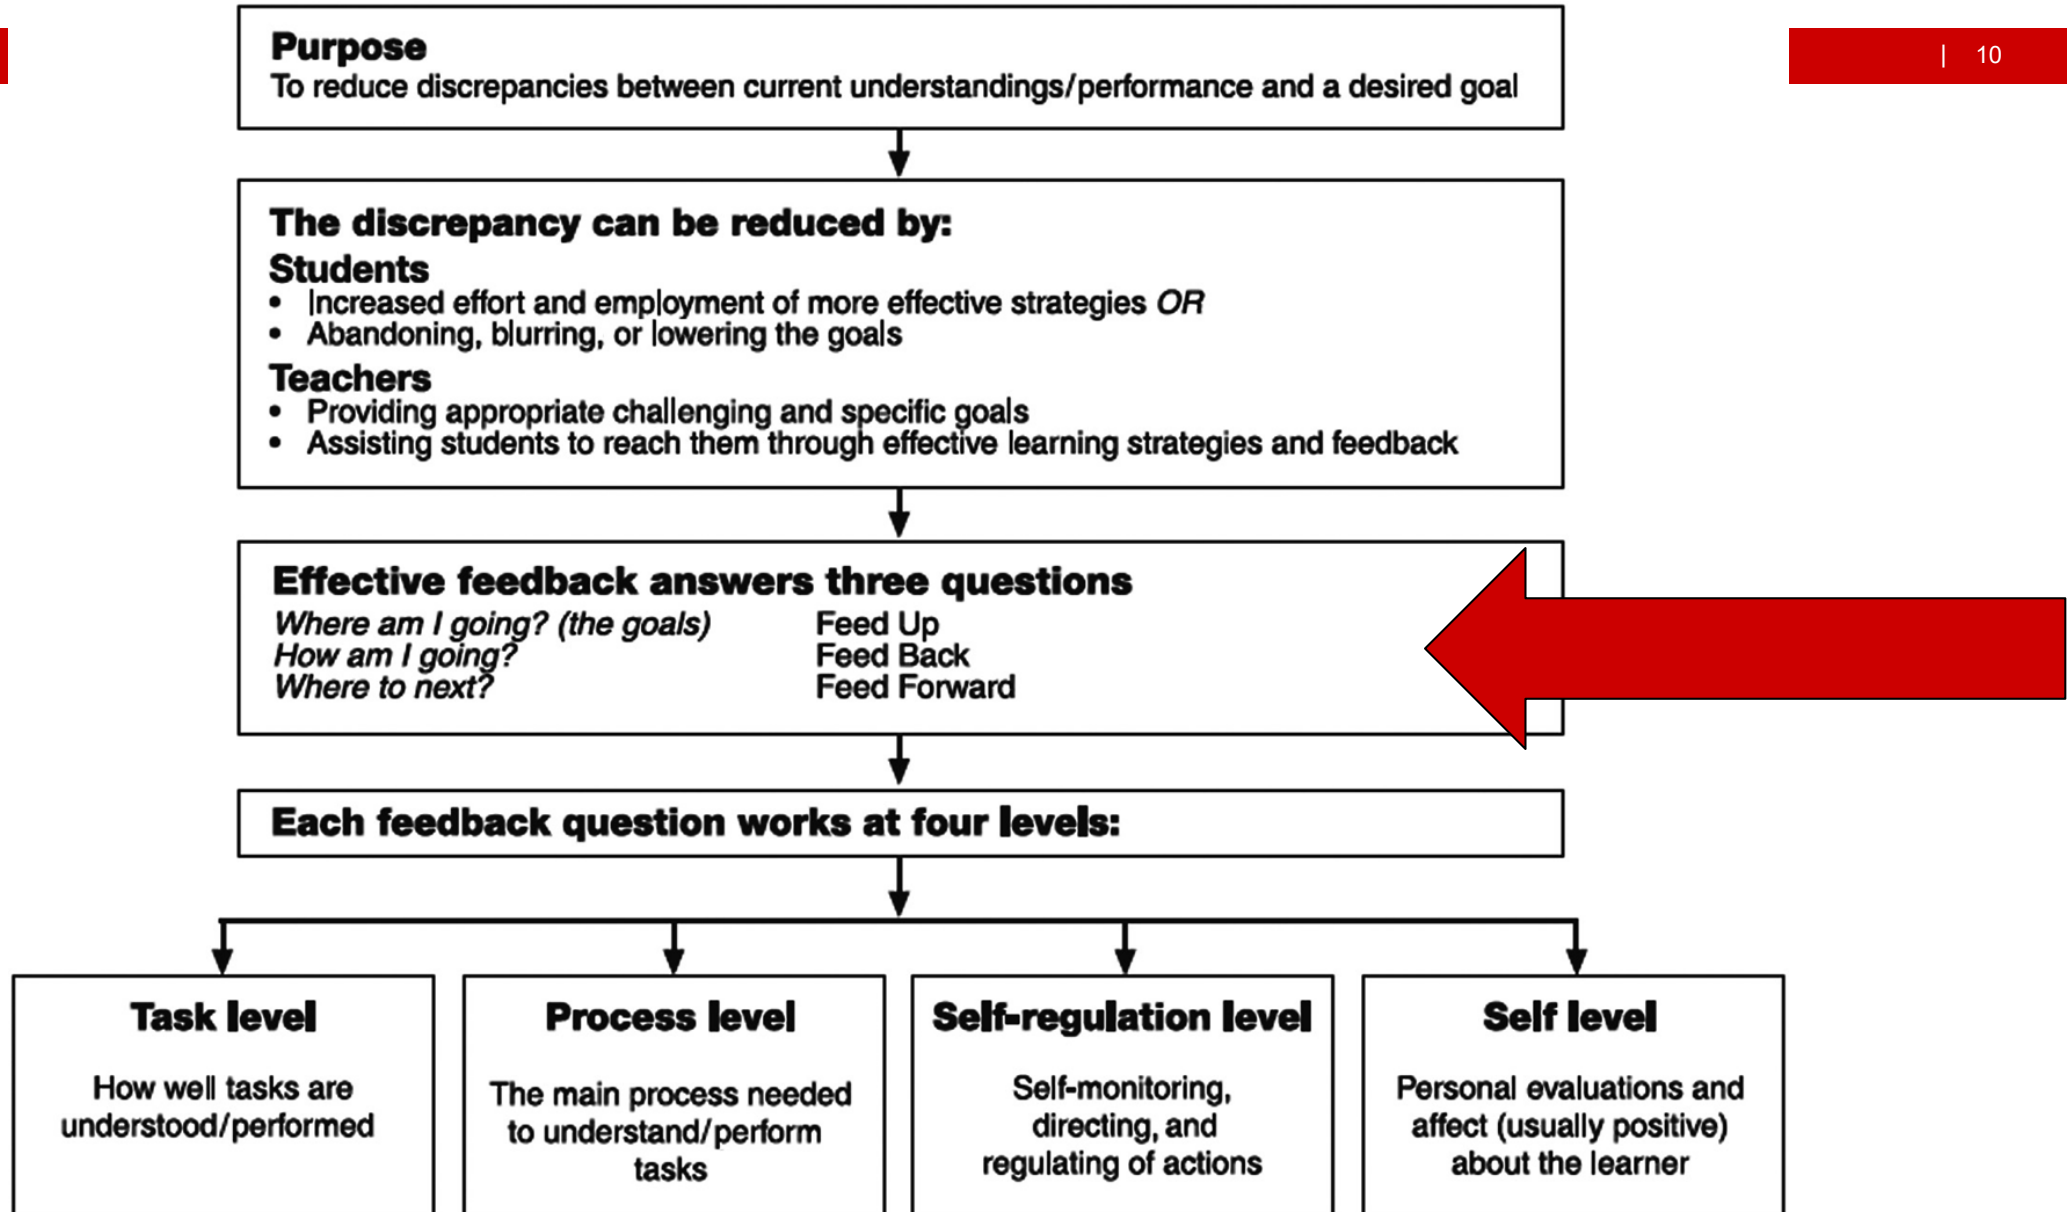 | 10
Purpose
To reduce discrepancies between current understandings/performance and a desired goal
The discrepancy can be reduced by:
Students
• Increased effort and employment of more effective strategies OR
• Abandoning, blurring, or lowering the goals
Teachers
• Providing appropriate challenging and specific goals
• Assisting students to reach them through effective learning strategies and feedback
Effective feedback answers three questions
Where am I going? (the goals) Feed Up
How am I going? Feed Back
Where to next? Feed Forward
Each feedback question works at four levels:
Task level
How well tasks are
understood/performed
Process level
The main process needed
to understand/perform
tasks
Self-regulation level
Self-monitoring,
directing, and
regulating of actions
Self level
Personal evaluations and
affect (usually positive)
about the learner